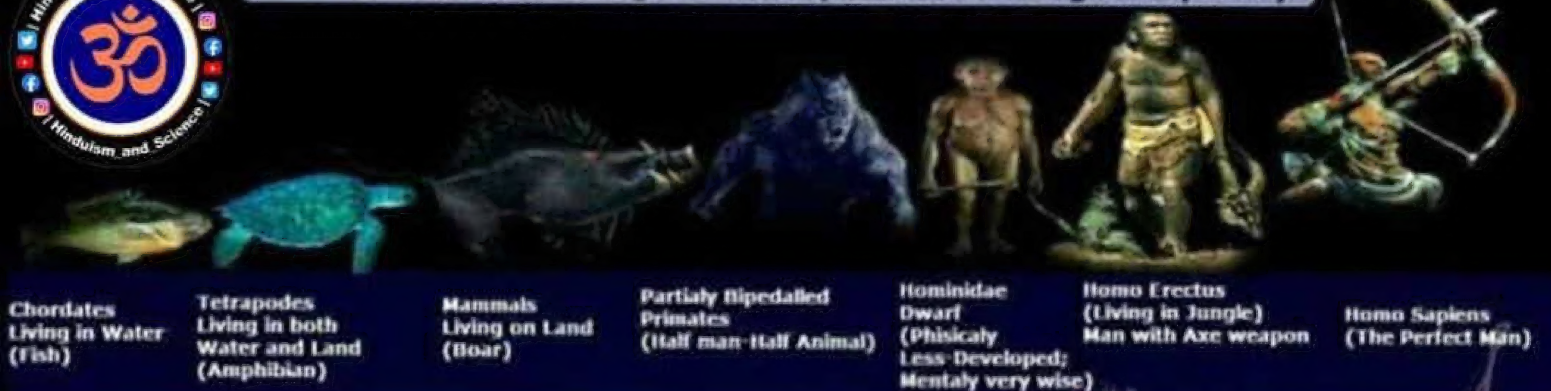 ॐ
| Hinduism_and_Science |
Chordates
Living in Water
(Fish)
Tetrapodes
Living in both
Water and Land
(Amphibian)
Mammals
Living on Land
(Boar)
Partialy Bipedalled
Primates
(Half man-Half Animal)
Hominidae
Dwarf
(Phisicaly
Less-Developed;
Mentaly very wise)
Homo Erectus
(Living in Jungle)
Man with Axe weapon
Homo Sapiens
(The Perfect Man)